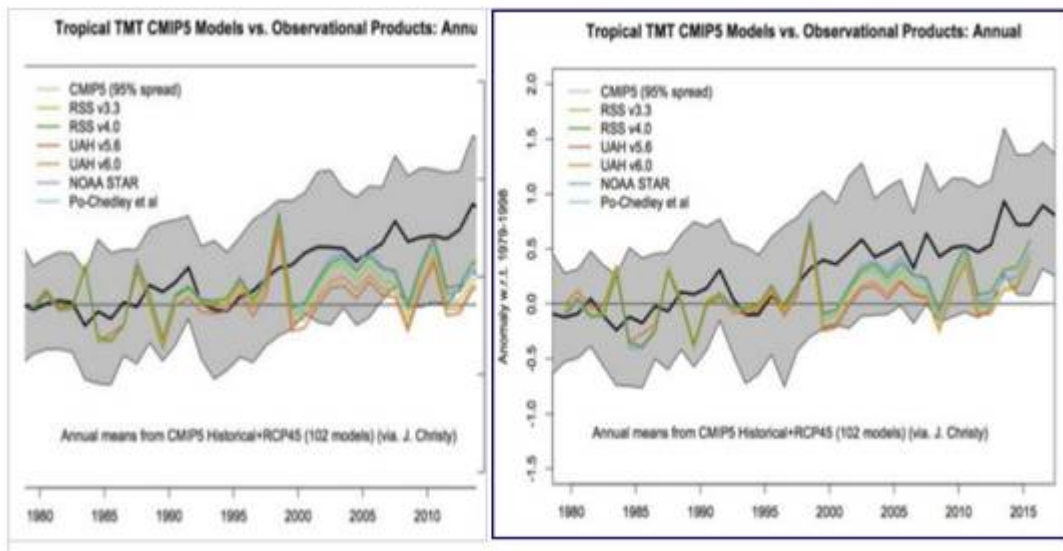 Tropical TMT CMIP5 Models vs. Observational Products: Annu
CMIP5 (95% spread)
RSS v3.3
RSS v4.0
UAH v5.6
UAH v6.0
NOAA STAR
Po-Chedley et al
Annual means from CMIP5 Historical+RCP45 (102 models) (via. J. Christy)
1980 1985 1990 1995 2000 2005 2010
Tropical TMT CMIP5 Models vs. Observational Products: Annual
CMIP5 (95% spread)
RSS v3.3
RSS v4.0
UAH v5.6
UAH v6.0
NOAA STAR
Po-Chedley et al
Anomaly w.r.t. 1979-1998
2.0
1.5
1.0
0.5
0.0
-0.5
-1.0
-1.5
Annual means from CMIP5 Historical+RCP45 (102 models) (via. J. Christy)
1980 1985 1990 1995 2000 2005 2010 2015